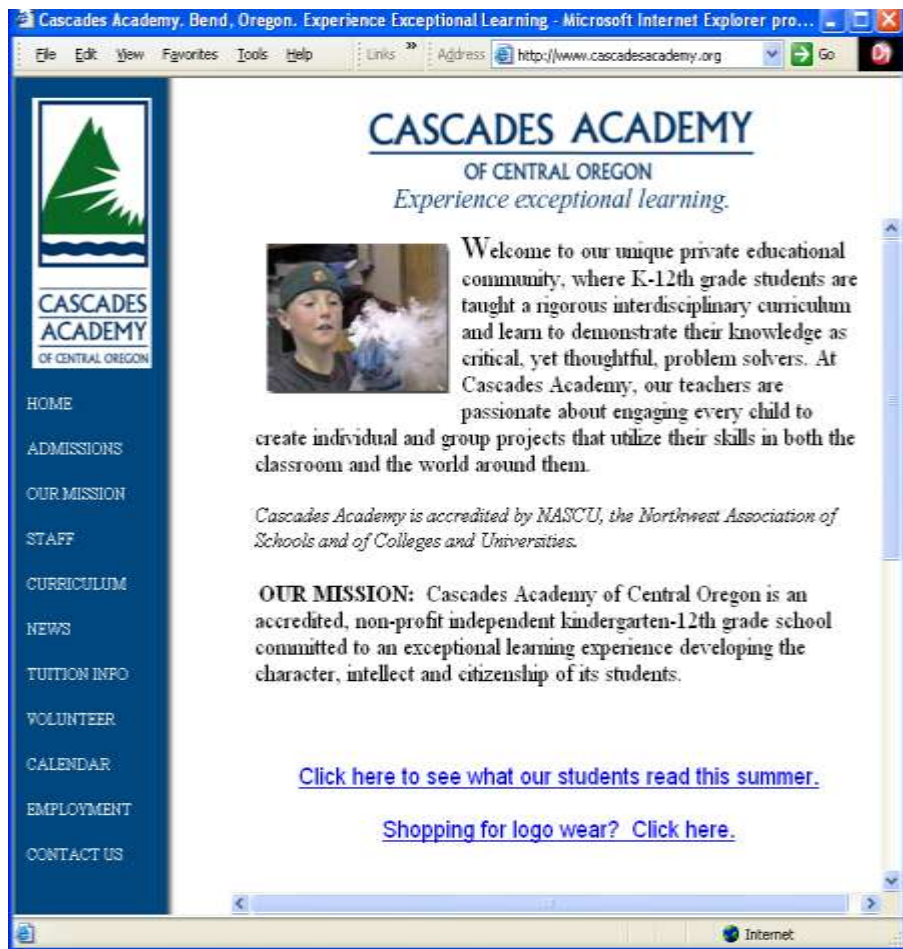 Cascades Academy. Bend, Oregon. Experience Exceptional Learning - Microsoft Internet Explorer pro...
File Edit View Favorites Tools Help Links » Address http://www.cascadesacademy.org Go
CASCADES
ACADEMY
OF CENTRAL OREGON
HOME
ADMISSIONS
OUR MISSION
STAFF
CURRICULUM
NEWS
TUITION INFO
VOLUNTEER
CALENDAR
EMPLOYMENT
CONTACT US
CASCADES ACADEMY
OF CENTRAL OREGON
Experience exceptional learning.
Welcome to our unique private educational
community, where K-12th grade students are
taught a rigorous interdisciplinary curriculum
and learn to demonstrate their knowledge as
critical, yet thoughtful, problem solvers. At
Cascades Academy, our teachers are
passionate about engaging every child to
create individual and group projects that utilize their skills in both the
classroom and the world around them.
Cascades Academy is accredited by NASCU, the Northwest Association of
Schools and of Colleges and Universities.
OUR MISSION: Cascades Academy of Central Oregon is an
accredited, non-profit independent kindergarten-12th grade school
committed to an exceptional learning experience developing the
character, intellect and citizenship of its students.
Click here to see what our students read this summer.
Shopping for logo wear? Click here.
Internet